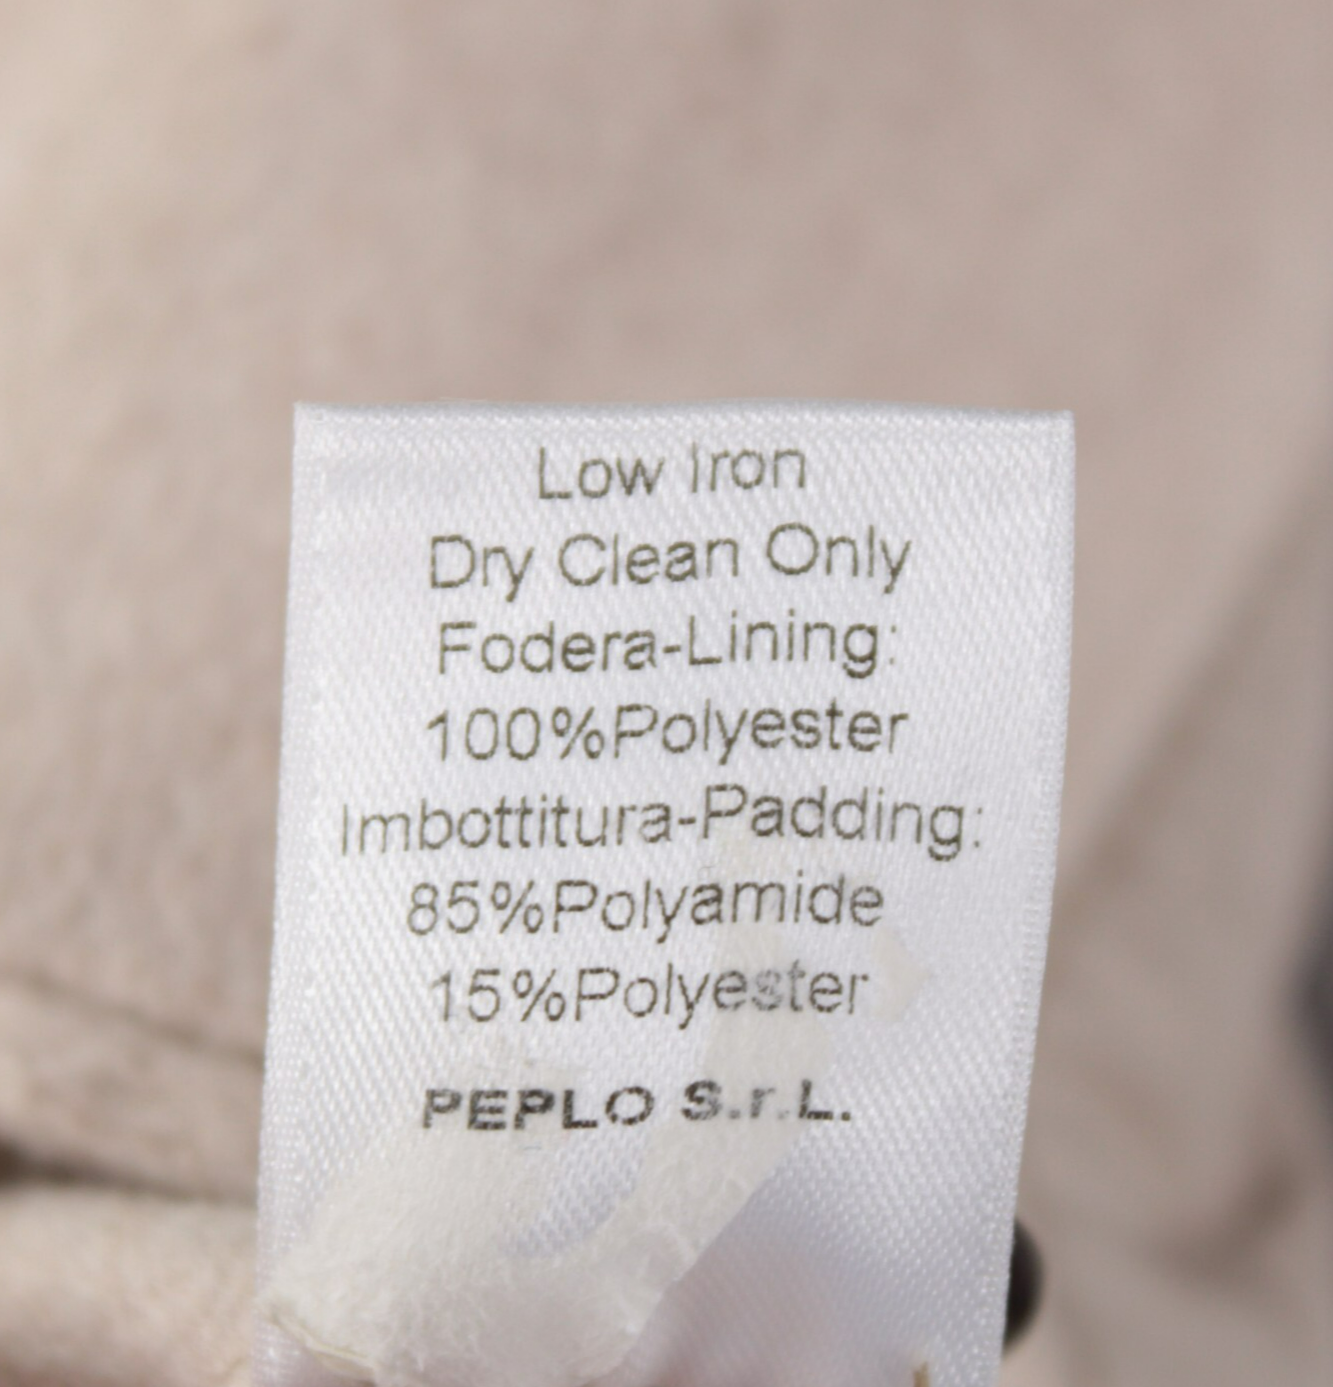 Low Iron
Dry Clean Only
Fodera-Lining:
100%Polyester
Imbottitura-Padding:
85%Polyamide
15%Polyester
PEPLO S.r.L.